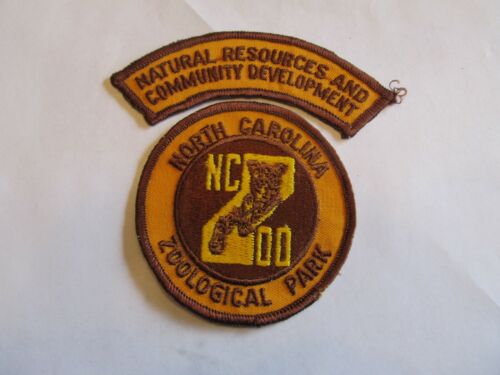 NATURAL RESOURCES AND
COMMUNITY DEVELOPMENT
NORTH CAROLINA
NC
ZOO
ZOOLOGICAL PARK